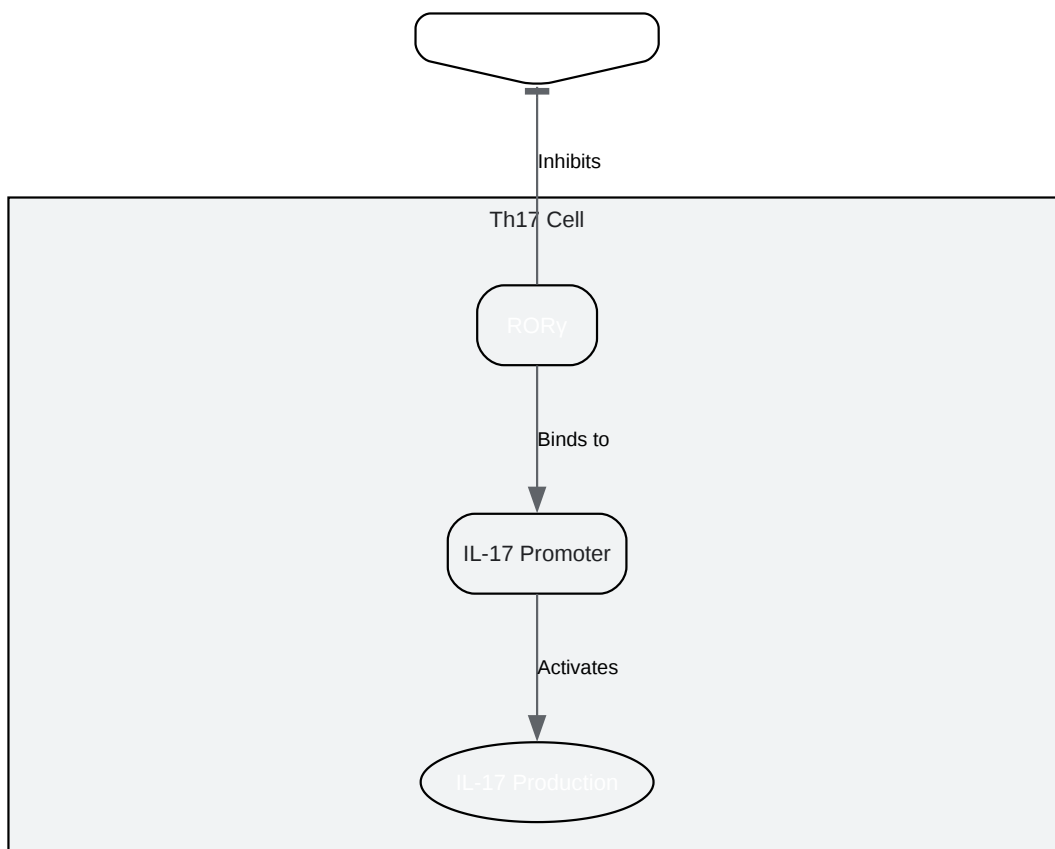 Inhibits
Th17 Cell
RORγ
Binds to
IL-17 Promoter
Activates
IL-17 Production